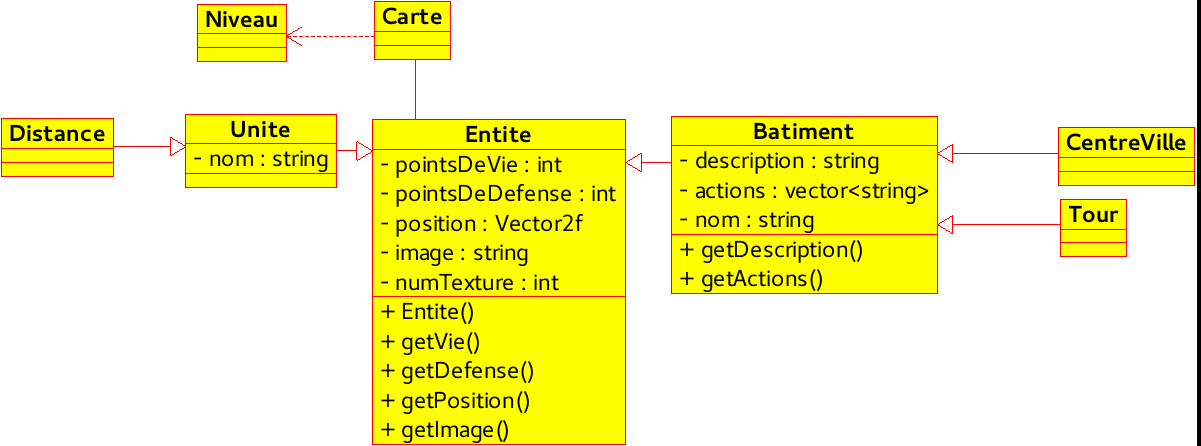 Niveau
Carte
Distance
Unite
- nom : string
Entite
- pointsDeVie : int
- pointsDeDefense : int
- position : Vector2f
- image : string
- numTexture : int
+ Entite()
+ getVie()
+ getDefense()
+ getPosition()
+ getImage()
Batiment
- description : string
- actions : vector<string>
- nom : string
+ getDescription()
+ getActions()
CentreVille
Tour